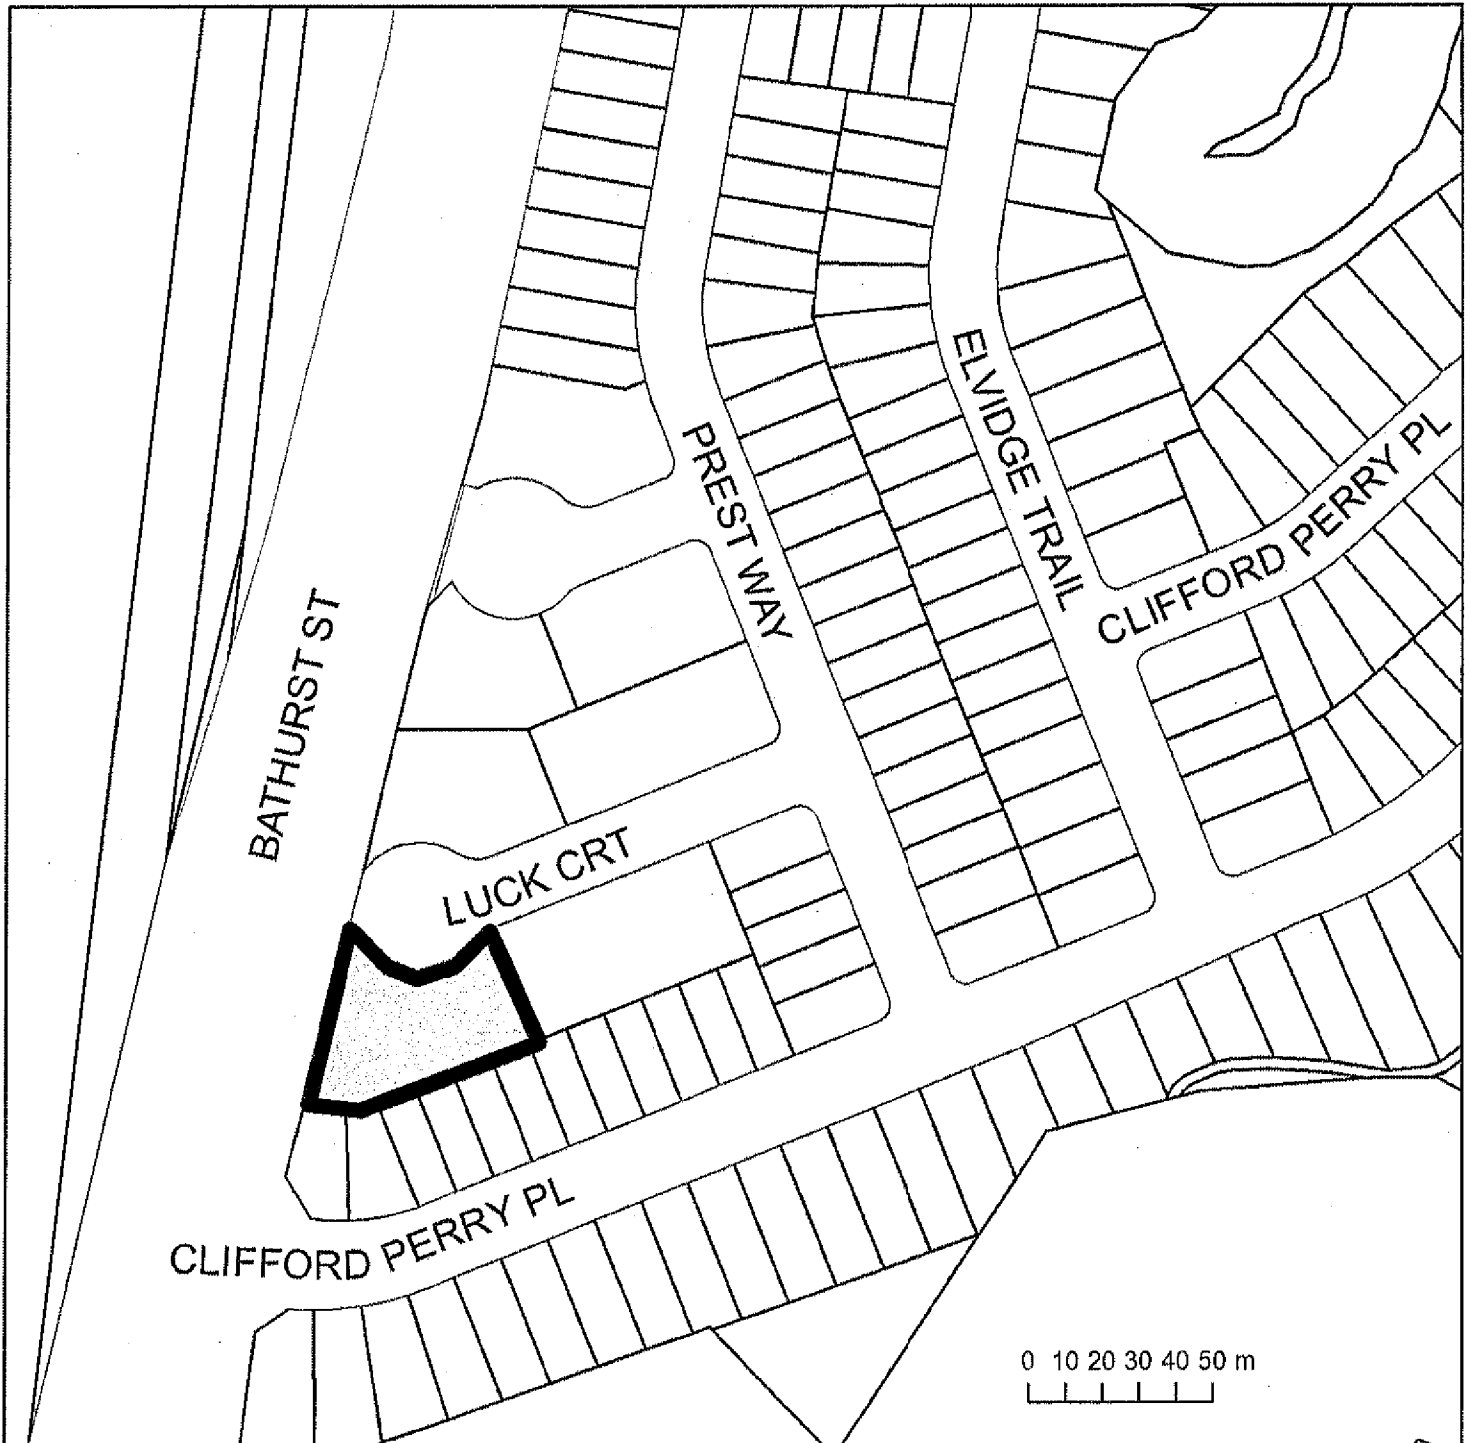 PREST WAY
ELVIDGE TRAIL
CLIFFORD PERRY PL
BATHURST ST
LUCK CRT
CLIFFORD PERRY PL
0 10 20 30 40 50 m